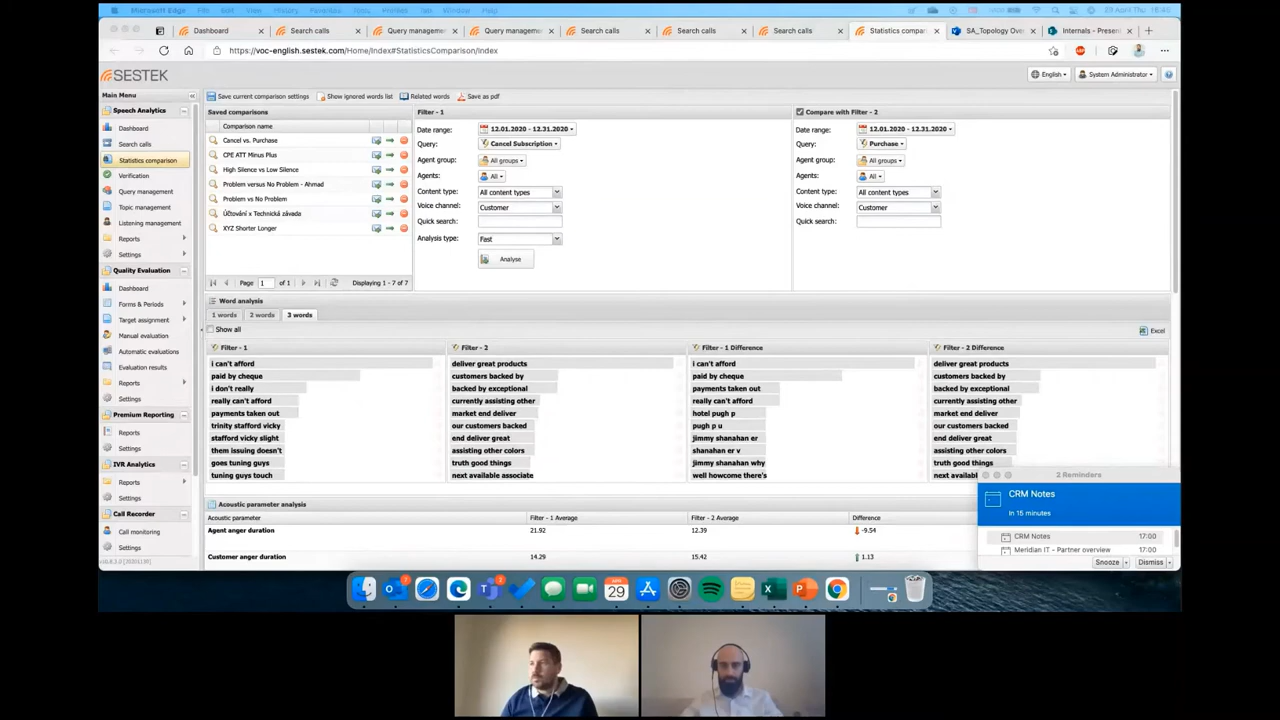 Microsoft Edge File Edit View History Favorites Profiles Tab Window Help
Dashboard Search calls Query managemen Query managemen Search calls Search calls Search calls Statistics compari SA_Topology Ove Internals - Present
https://voc-english.sestek.com/Home/Index#StatisticsComparison/Index
SESTEK English System Administrator
Main Menu
Speech Analytics
Dashboard
Search calls
Statistics comparison
Verification
Query management
Topic management
Listening management
Reports
Settings
Quality Evaluation
Dashboard
Forms & Periods
Target assignment
Manual evaluation
Automatic evaluations
Evaluation results
Reports
Settings
Premium Reporting
Reports
Settings
IVR Analytics
Reports
Settings
Call Recorder
Call monitoring
Settings
Save current comparison settings Show ignored words list Related words Save as pdf
Saved comparisons
Comparison name
Cancel vs. Purchase
CPE ATT Minus Plus
High Silence vs Low Silence
Problem versus No Problem - Ahmad
Problem vs No Problem
Účtování x Technická závada
XYZ Shorter Longer
Page 1 of 1 Displaying 1 - 7 of 7
Filter - 1
Date range: 12.01.2020 - 12.31.2020
Query: Cancel Subscription
Agent group: All groups
Agents: All
Content type: All content types
Voice channel: Customer
Quick search:
Analysis type: Fast
Analyse
Compare with Filter - 2
Date range: 12.01.2020 - 12.31.2020
Query: Purchase
Agent group: All groups
Agents: All
Content type: All content types
Voice channel: Customer
Quick search:
Word analysis
1 words 2 words 3 words
Show all Excel
Filter - 1 Filter - 2 Filter - 1 Difference Filter - 2 Difference
i can't afford deliver great products i can't afford deliver great products
paid by cheque customers backed by paid by cheque customers backed by
i don't really backed by exceptional payments taken out backed by exceptional
really can't afford currently assisting other really can't afford currently assisting other
payments taken out market end deliver hotel pugh p market end deliver
trinity stafford vicky our customers backed pugh p u our customers backed
stafford vicky slight end deliver great jimmy shanahan er end deliver great
them issuing doesn't assisting other colors shanahan er v assisting other colors
goes tuning guys truth good things jimmy shanahan why truth good things
tuning guys touch next available associate well howcome there's next availabl
Acoustic parameter analysis
Acoustic parameter Filter - 1 Average Filter - 2 Average Difference
Agent anger duration 21.92 12.39 -9.54
Customer anger duration 14.29 15.42 1.13
2 Reminders
CRM Notes
in 15 minutes
CRM Notes 17:00
Meridian IT - Partner overview 17:00
Snooze Dismiss
29